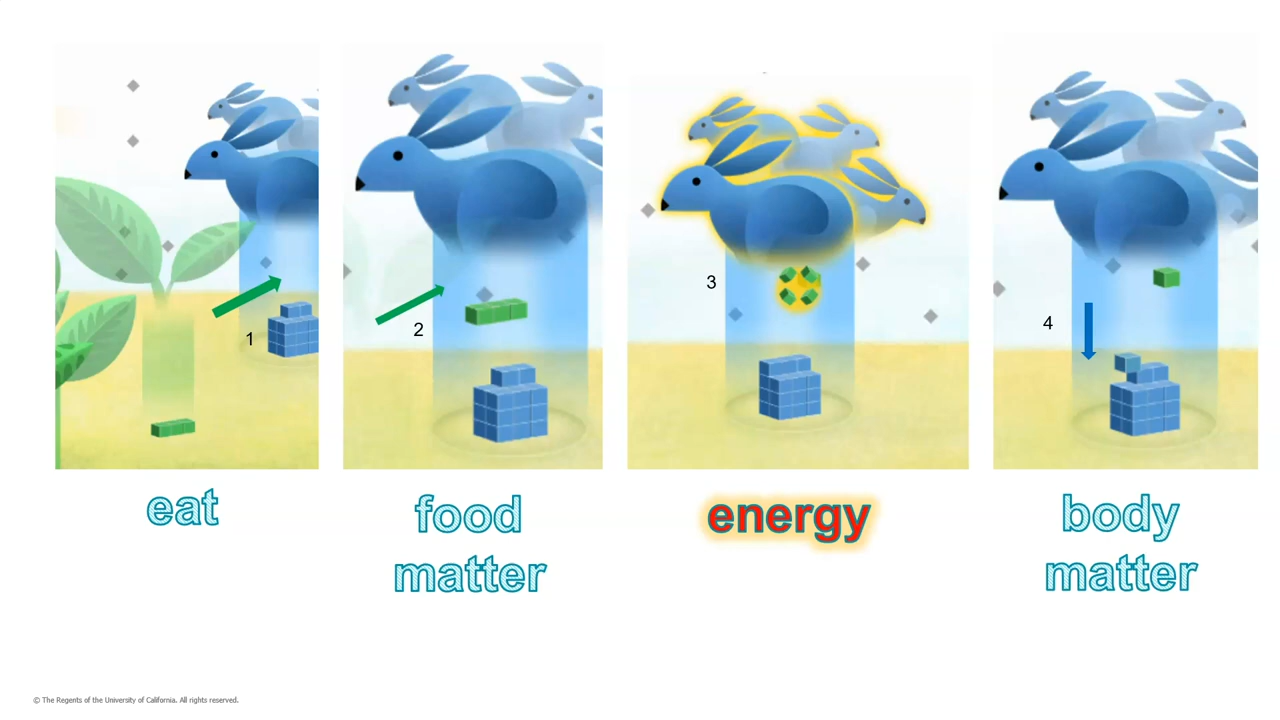 1
2
3
4
eat
food
matter
energy
body
matter
© The Regents of the University of California. All rights reserved.